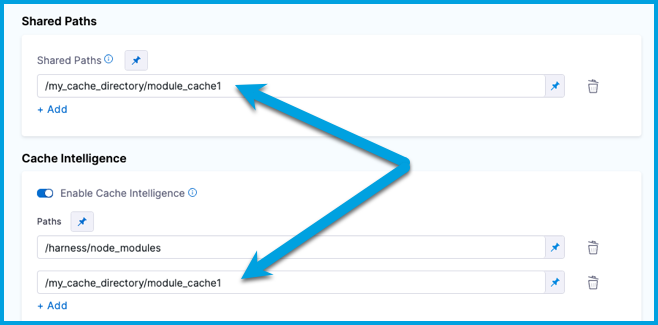 Shared Paths
Shared Paths
/my_cache_directory/module_cache1
+ Add
Cache Intelligence
Enable Cache Intelligence
Paths
/harness/node_modules
/my_cache_directory/module_cache1
+ Add